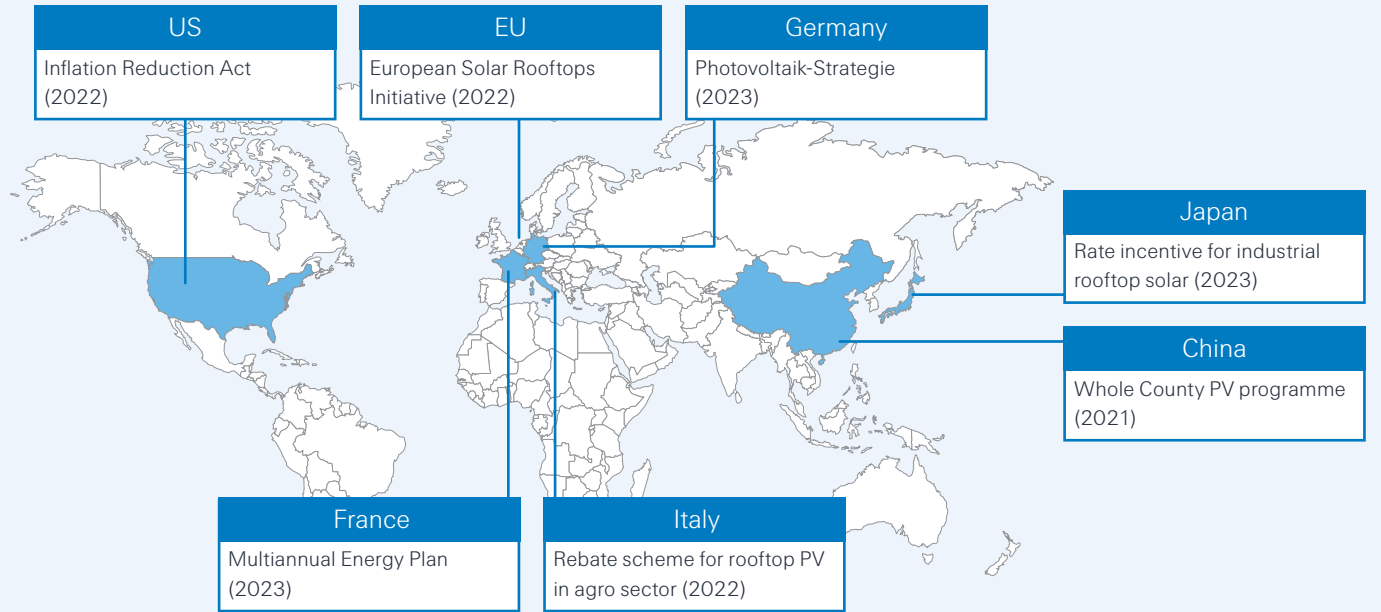 US
Inflation Reduction Act
(2022)
EU
European Solar Rooftops
Initiative (2022)
Germany
Photovoltaik-Strategie
(2023)
Japan
Rate incentive for industrial
rooftop solar (2023)
China
Whole County PV programme
(2021)
France
Multiannual Energy Plan
(2023)
Italy
Rebate scheme for rooftop PV
in agro sector (2022)